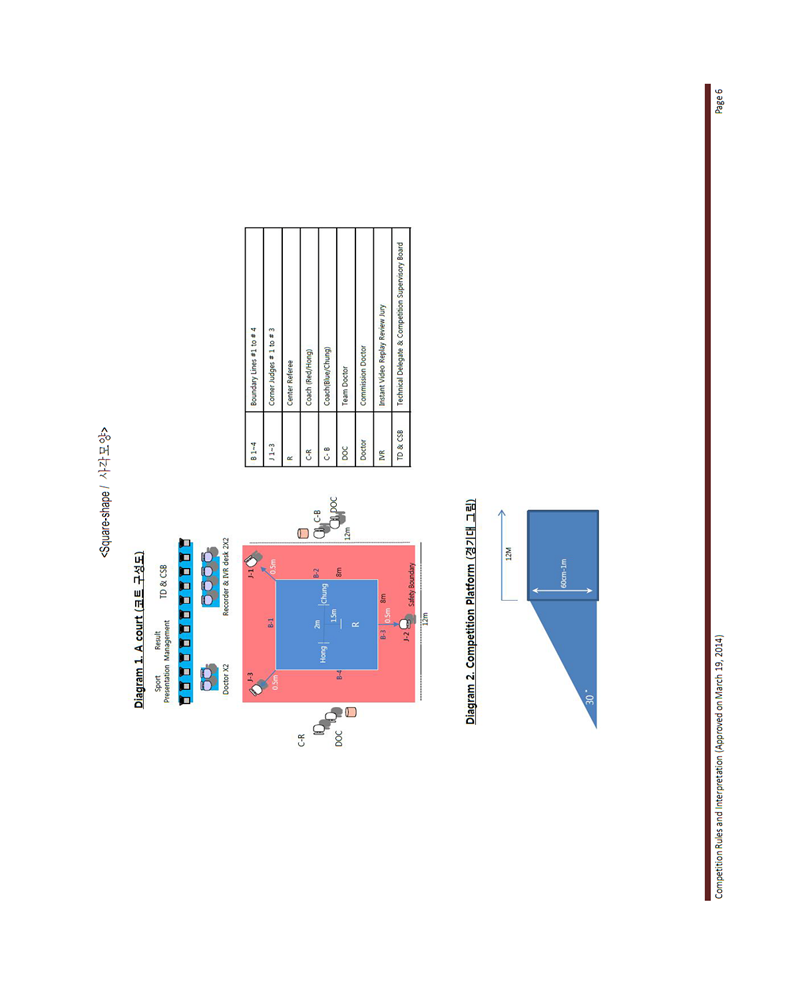 <Square-shape / 사각모양>
Diagram 1. A court (코트 구성도)
TD & CSB
Result
Sport
Presentation Management
Doctor X2
Recorder & IVR desk 2X2
J-3
J-1
0.5m
0.5m
B-1
B-2
8m
Hong
2m
Chung
1.5m
R
B-4
B-3
0.5m
8m
J-2
Safety Boundary
12m
12m
C-R
DOC
C-B
DOC
B 1~4 Boundary Lines #1 to # 4
J 1~3 Corner Judges # 1 to # 3
R Center Referee
C-R Coach (Red/Hong)
C- B Coach(Blue/Chung)
DOC Team Doctor
Doctor Commission Doctor
IVR Instant Video Replay Review Jury
TD & CSB Technical Delegate & Competition Supervisory Board
Diagram 2. Competition Platform (경기대 그림)
12M
60cm-1m
30 °
Competition Rules and Interpretation (Approved on March 19, 2014)
Page 6